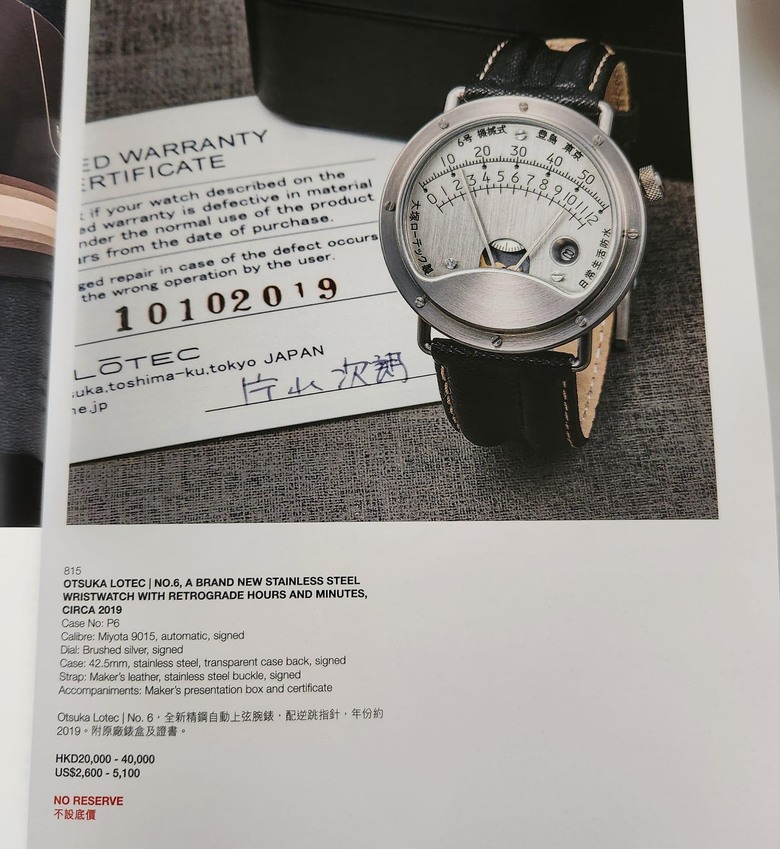 ED WARRANTY
ERTIFICATE
if your watch described on the
ed warranty is defective in material
nder the normal use of the product
ars from the date of purchase.
ged repair in case of the defect occurs
the wrong operation by the user.
10102019
LŌTEC
suka,toshima-ku,tokyo JAPAN
ne.jp
片山次朗
6号 機械式 豊島 東京
10 20 30 40 50
0 1 2 3 4 5 6 7 8 9 10 11 12
大塚ローテック製
日常生活防水
815
OTSUKA LOTEC | NO.6, A BRAND NEW STAINLESS STEEL
WRISTWATCH WITH RETROGRADE HOURS AND MINUTES,
CIRCA 2019
Case No: P6
Calibre: Miyota 9015, automatic, signed
Dial: Brushed silver, signed
Case: 42.5mm, stainless steel, transparent case back, signed
Strap: Maker's leather, stainless steel buckle, signed
Accompaniments: Maker's presentation box and certificate
Otsuka Lotec | No. 6，全新精鋼自動上弦腕錶，配逆跳指針，年份約
2019。附原廠錶盒及證書。
HKD20,000 - 40,000
US$2,600 - 5,100
NO RESERVE
不設底價